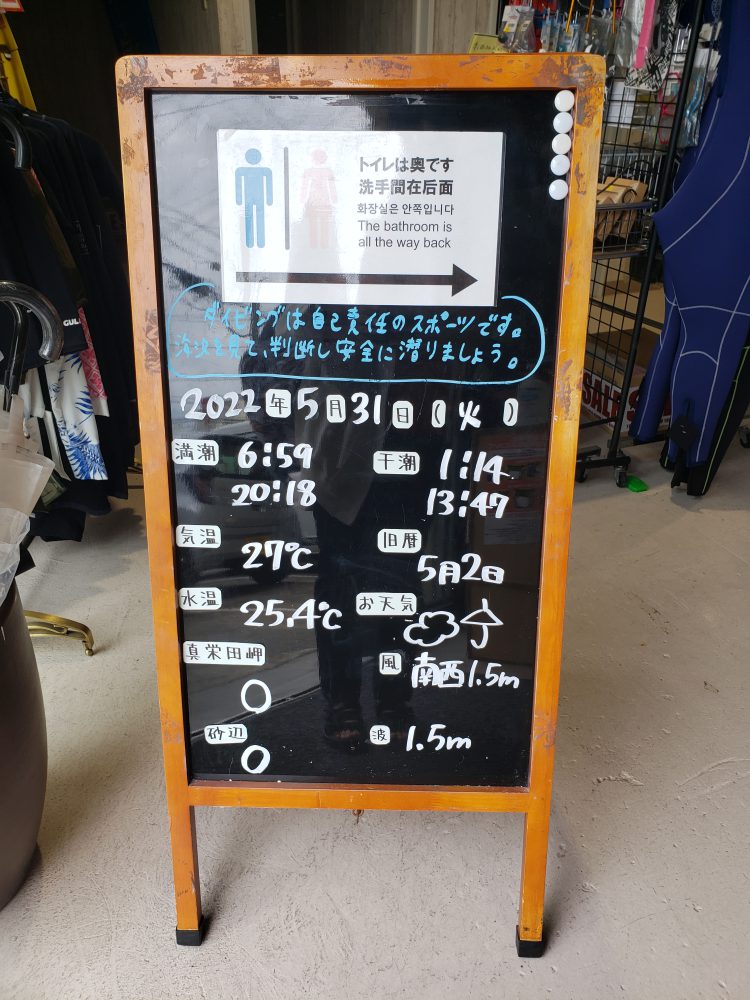 トイレは奥です
洗手間在后面
화장실은 안쪽입니다
The bathroom is
all the way back
ダイビングは自己責任のスポーツです。
海況を見て、判断し安全に潜りましょう。
2022年5月31日(火)
満潮 6:59 干潮 1:14
20:18 13:47
気温 27℃ 旧暦 5月2日
水温 25.4℃ お天気
真栄田岬 ○ 風 南西1.5m
砂辺 ○ 波 1.5m
GUL
SALE